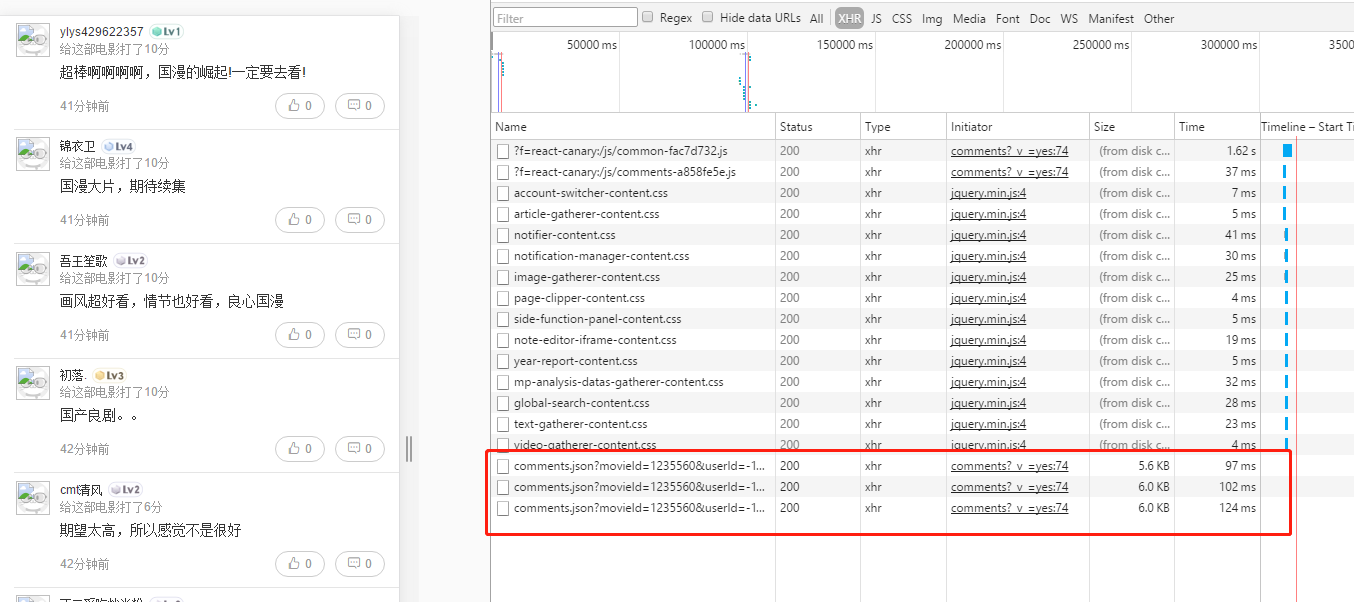 ylys429622357 Lv1
给这部电影打了10分
超棒啊啊啊啊，国漫的崛起!一定要去看!
41分钟前 0 0
锦衣卫 Lv4
给这部电影打了10分
国漫大片，期待续集
41分钟前 0 0
吾王笙歌 Lv2
给这部电影打了10分
画风超好看，情节也好看，良心国漫
41分钟前 0 0
初落. Lv3
给这部电影打了10分
国产良剧。。
42分钟前 0 0
cmt清风 Lv2
给这部电影打了6分
期望太高，所以感觉不是很好
42分钟前 0 0
Filter Regex Hide data URLs All XHR JS CSS Img Media Font Doc WS Manifest Other
50000 ms 100000 ms 150000 ms 200000 ms 250000 ms 300000 ms 3500
Name Status Type Initiator Size Time Timeline – Start Ti
?f=react-canary:/js/common-fac7d732.js 200 xhr comments?_v_=yes:74 (from disk c... 1.62 s
?f=react-canary:/js/comments-a858fe5e.js 200 xhr comments?_v_=yes:74 (from disk c... 37 ms
account-switcher-content.css 200 xhr jquery.min.js:4 (from disk c... 7 ms
article-gatherer-content.css 200 xhr jquery.min.js:4 (from disk c... 5 ms
notifier-content.css 200 xhr jquery.min.js:4 (from disk c... 41 ms
notification-manager-content.css 200 xhr jquery.min.js:4 (from disk c... 30 ms
image-gatherer-content.css 200 xhr jquery.min.js:4 (from disk c... 25 ms
page-clipper-content.css 200 xhr jquery.min.js:4 (from disk c... 4 ms
side-function-panel-content.css 200 xhr jquery.min.js:4 (from disk c... 5 ms
note-editor-iframe-content.css 200 xhr jquery.min.js:4 (from disk c... 19 ms
year-report-content.css 200 xhr jquery.min.js:4 (from disk c... 5 ms
mp-analysis-datas-gatherer-content.css 200 xhr jquery.min.js:4 (from disk c... 32 ms
global-search-content.css 200 xhr jquery.min.js:4 (from disk c... 28 ms
text-gatherer-content.css 200 xhr jquery.min.js:4 (from disk c... 23 ms
video-gatherer-content.css 200 xhr jquery.min.js:4 (from disk c... 4 ms
comments.json?movieId=1235560&userId=-1... 200 xhr comments?_v_=yes:74 5.6 KB 97 ms
comments.json?movieId=1235560&userId=-1... 200 xhr comments?_v_=yes:74 6.0 KB 102 ms
comments.json?movieId=1235560&userId=-1... 200 xhr comments?_v_=yes:74 6.0 KB 124 ms